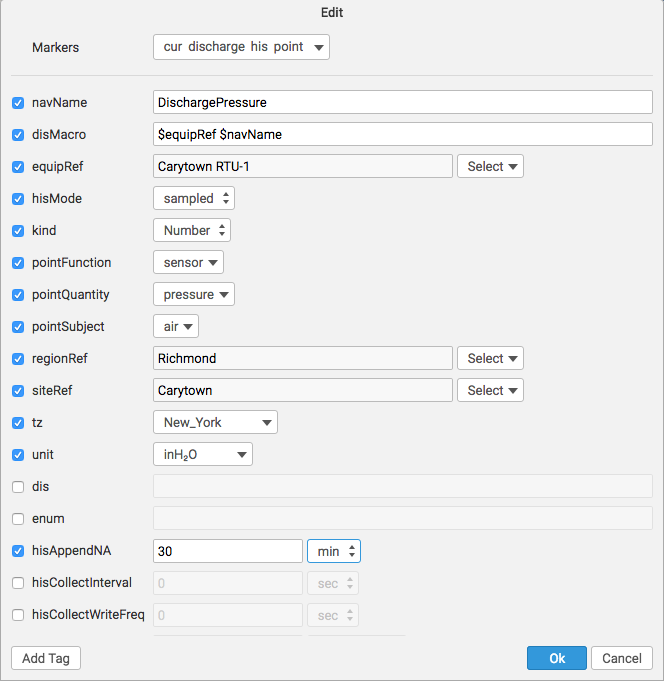 Edit
Markers cur discharge his point
navName DischargePressure
disMacro $equipRef $navName
equipRef Carytown RTU-1 Select
hisMode sampled
kind Number
pointFunction sensor
pointQuantity pressure
pointSubject air
regionRef Richmond Select
siteRef Carytown Select
tz New_York
unit inH₂O
dis
enum
hisAppendNA 30 min
hisCollectInterval 0 sec
hisCollectWriteFreq 0 sec
Add Tag Ok Cancel